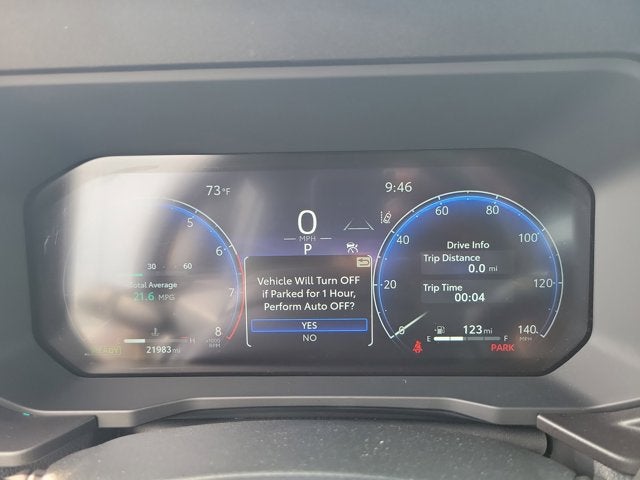 73°F
9:46
5
6
7
8
x1000 RPM
30 60
Total Average
21.6 MPG
H
21983 mi
0
MPH
P
Vehicle Will Turn OFF
if Parked for 1 Hour,
Perform Auto OFF?
YES
NO
0
20
40
60
80
100
120
140
MPH
Drive Info
Trip Distance
0.0 mi
Trip Time
00:04
123 mi
E F
PARK